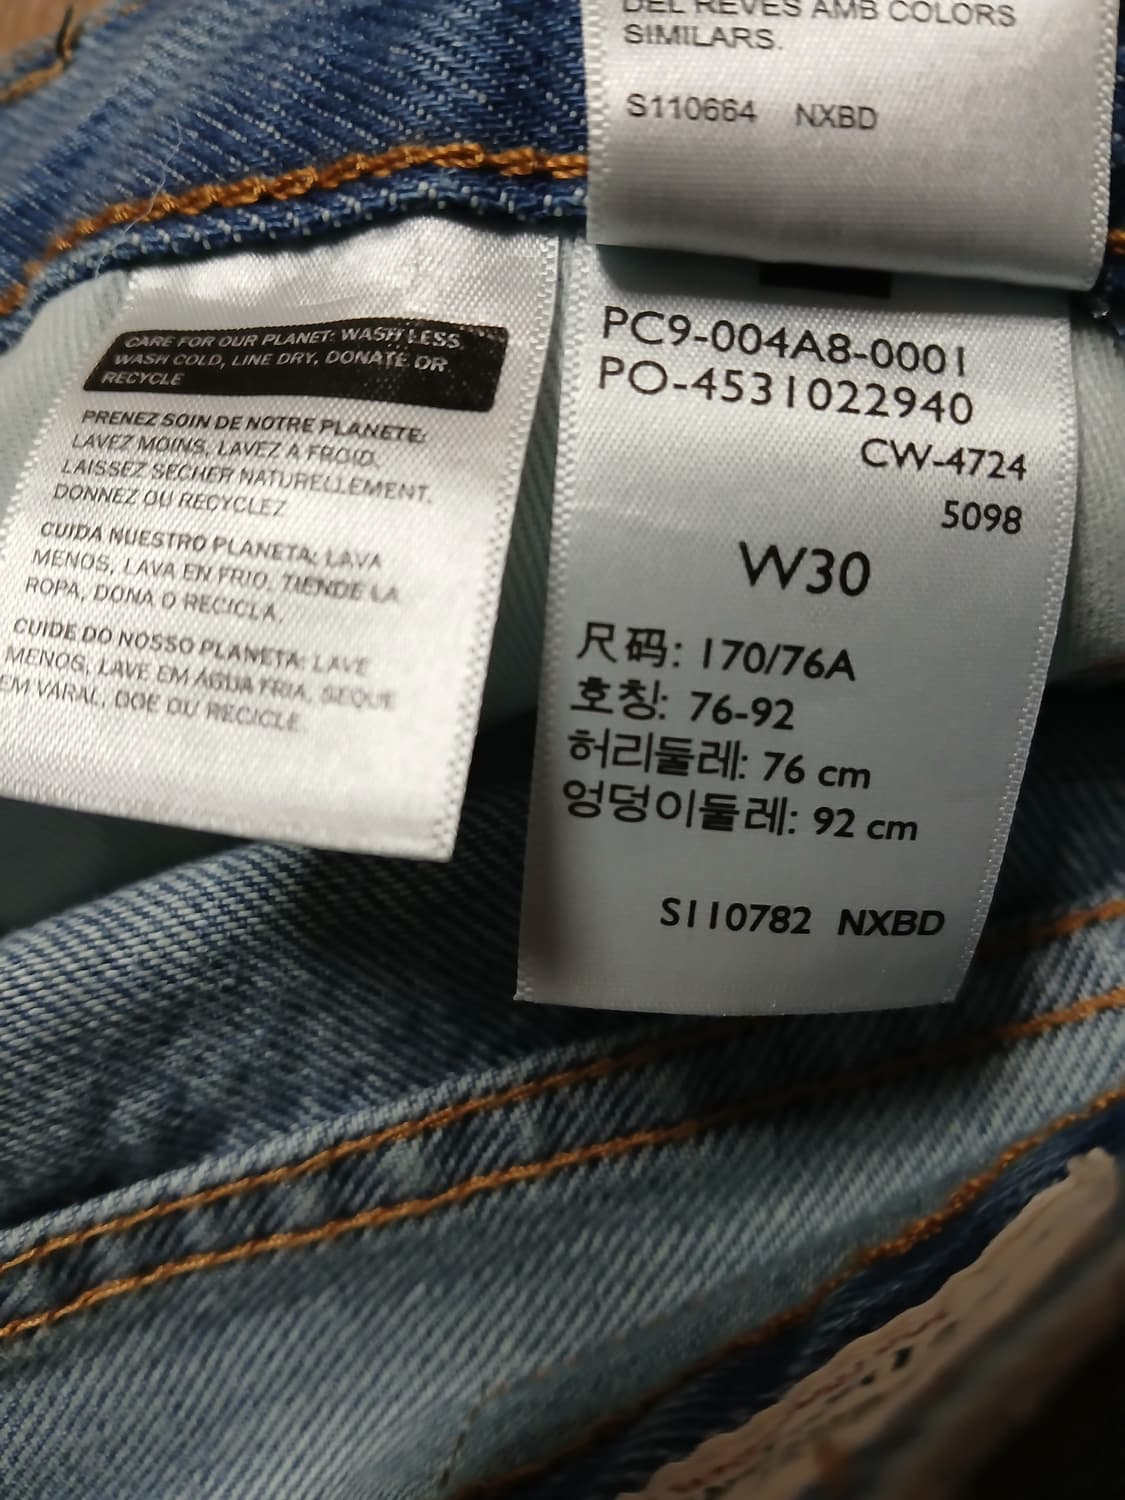 DEL REVES AMB COLORS
SIMILARS.
S110664 NXBD
CARE FOR OUR PLANET: WASH LESS
WASH COLD, LINE DRY, DONATE OR
RECYCLE
PRENEZ SOIN DE NOTRE PLANETE:
LAVEZ MOINS, LAVEZ A FROID,
LAISSEZ SECHER NATURELLEMENT,
DONNEZ OU RECYCLEZ
CUIDA NUESTRO PLANETA: LAVA
MENOS, LAVA EN FRIO, TIENDE LA
ROPA, DONA O RECICLA.
CUIDE DO NOSSO PLANETA: LAVE
MENOS, LAVE EM AGUA FRIA, SEQUE
EM VARAL, DOE OU RECICLE
PC9-004A8-0001
PO-4531022940
CW-4724
5098
W30
尺码: 170/76A
호칭: 76-92
허리둘레: 76 cm
엉덩이둘레: 92 cm
S110782 NXBD